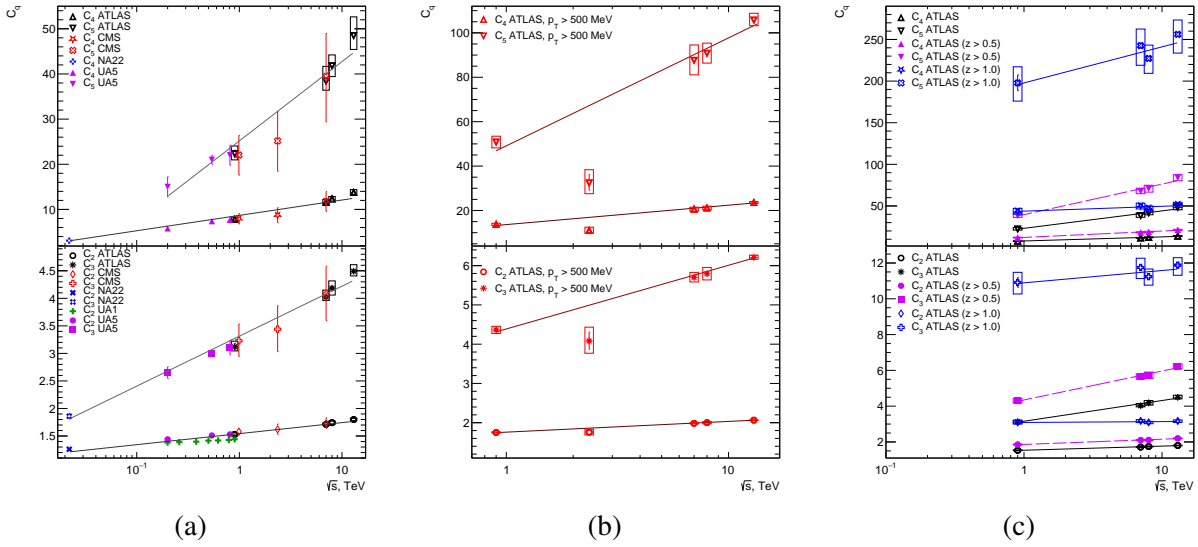 C_q
50
40
30
20
10
C_4 ATLAS
C_5 ATLAS
C_4 CMS
C_5 CMS
C_4 NA22
C_4 UA5
C_5 UA5
4.5
4
3.5
3
2.5
2
1.5
C_2 ATLAS
C_3 ATLAS
C_2 CMS
C_3 CMS
C_2 NA22
C_3 NA22
C_2 UA1
C_2 UA5
C_3 UA5
10^−1 1 10
√s, TeV
(a)
C_q
100
80
60
40
20
C_4 ATLAS, p_T > 500 MeV
C_5 ATLAS, p_T > 500 MeV
6
4
2
C_2 ATLAS, p_T > 500 MeV
C_3 ATLAS, p_T > 500 MeV
1 10
√s, TeV
(b)
C_q
250
200
150
100
50
C_4 ATLAS
C_5 ATLAS
C_4 ATLAS (z > 0.5)
C_5 ATLAS (z > 0.5)
C_4 ATLAS (z > 1.0)
C_5 ATLAS (z > 1.0)
12
10
8
6
4
2
C_2 ATLAS
C_3 ATLAS
C_2 ATLAS (z > 0.5)
C_3 ATLAS (z > 0.5)
C_2 ATLAS (z > 1.0)
C_3 ATLAS (z > 1.0)
10^−1 1 10
√s, TeV
(c)